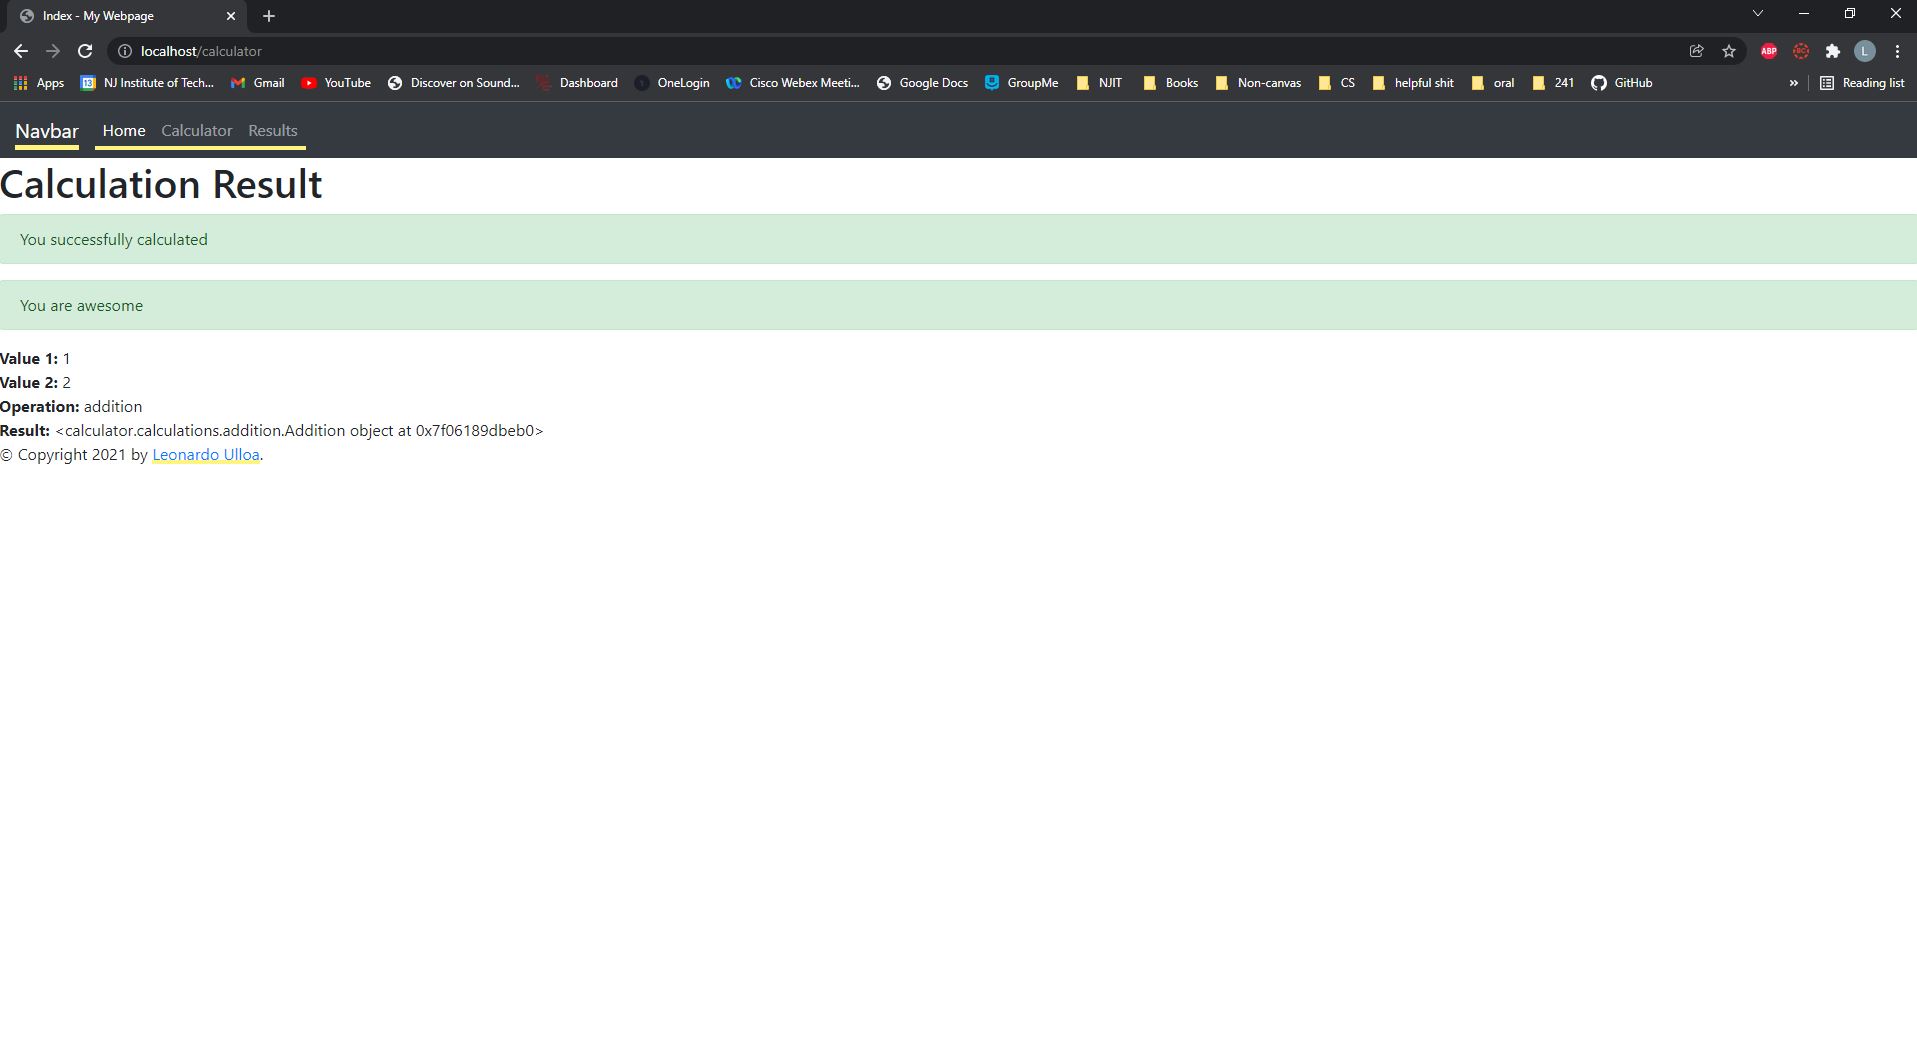 Index - My Webpage
localhost/calculator
ABP
BC
L
Apps 13 NJ Institute of Tech... Gmail YouTube Discover on Sound... Dashboard OneLogin Cisco Webex Meeti... Google Docs GroupMe NJIT Books Non-canvas CS helpful shit oral 241 GitHub » Reading list
Navbar Home Calculator Results
Calculation Result
You successfully calculated
You are awesome
Value 1: 1
Value 2: 2
Operation: addition
Result: <calculator.calculations.addition.Addition object at 0x7f06189dbeb0>
© Copyright 2021 by Leonardo Ulloa.